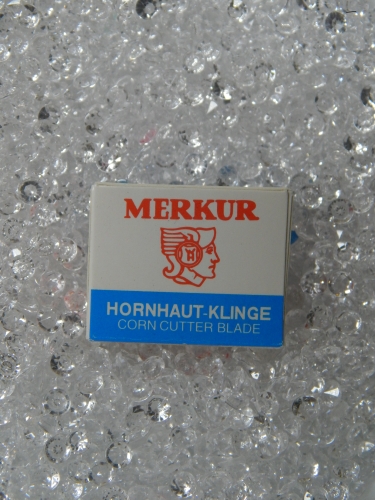 MERKUR
M
HORNHAUT-KLINGE
CORN CUTTER BLADE